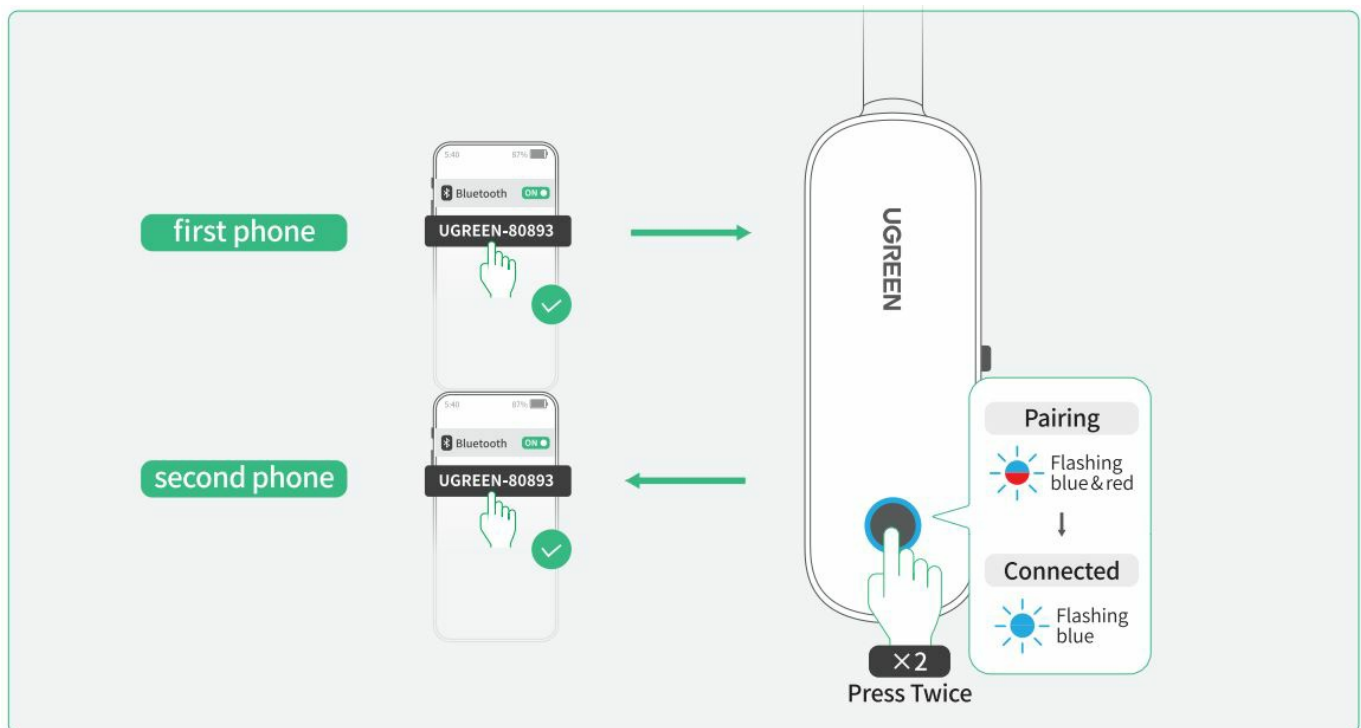 5:40 87%
Bluetooth ON
first phone
UGREEN-80893
UGREEN
5:40 87%
Bluetooth ON
second phone
UGREEN-80893
Pairing
Flashing
blue & red
Connected
Flashing
blue
×2
Press Twice